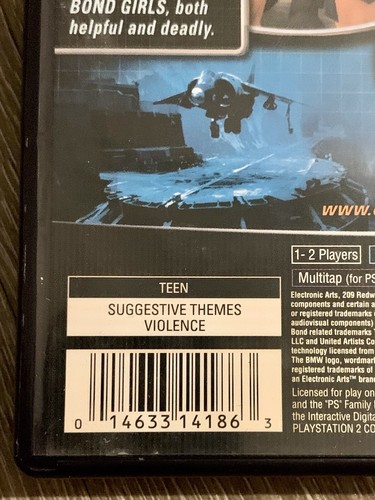 BOND GIRLS, both
helpful and deadly.
www.
1- 2 Players
Multitap (for PS
TEEN
SUGGESTIVE THEMES
VIOLENCE
0 14633 14186 3
Electronic Arts, 209 Redw
components and certain a
or registered trademarks
audiovisual components)
Bond related trademarks
LLC and United Artists Co
technology licensed from
The BMW logo, wordmar
registered trademarks of
an Electronic Arts™ bran
Licensed for play on
and the "PS" Family
the Interactive Digita
PLAYSTATION 2 CO